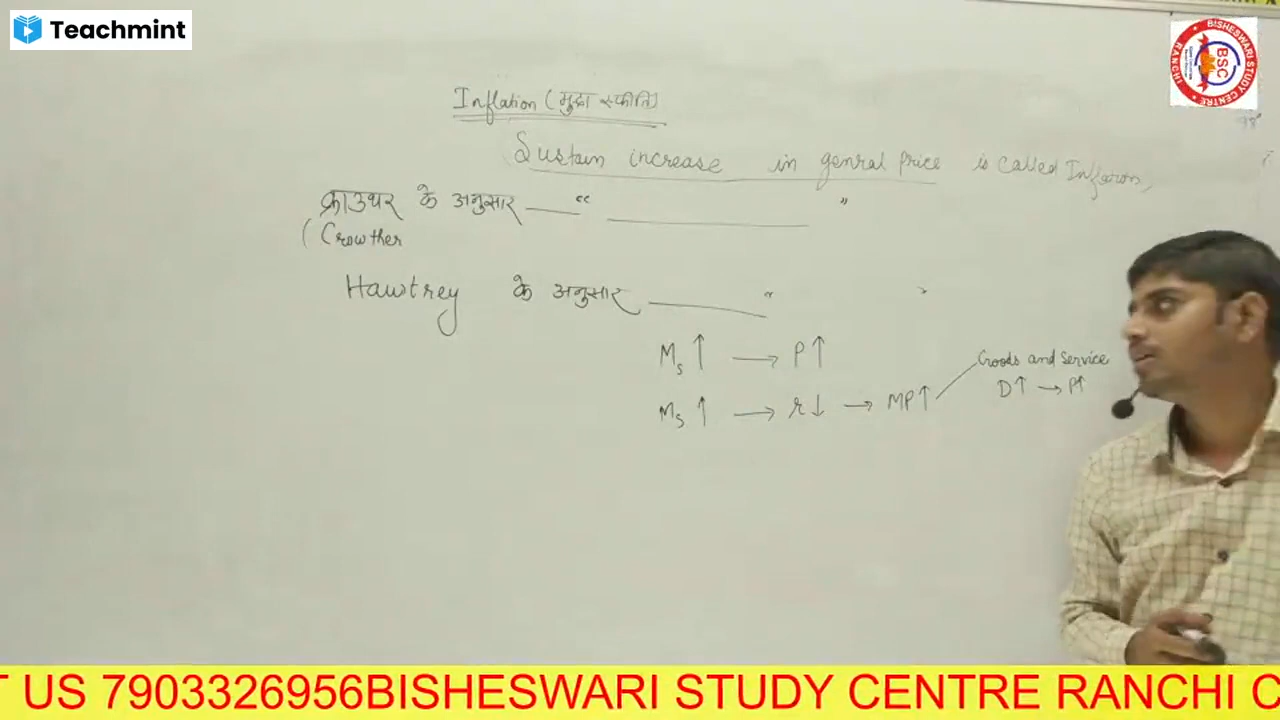 Teachmint
BISHESWARI STUDY CENTRE
BSC
RANCHI
Inflation (मुद्रा स्फीति)
Sustain increase in genral Price is called Inflation,
क्राउथर के अनुसार — “ ”
(Crowther
Hawtrey के अनुसार — “ ”
Ms ↑ → P ↑
Goods and Service
Ms ↑ → r ↓ → MP ↑ D ↑ → P ↑
T US 7903326956BISHESWARI STUDY CENTRE RANCHI C